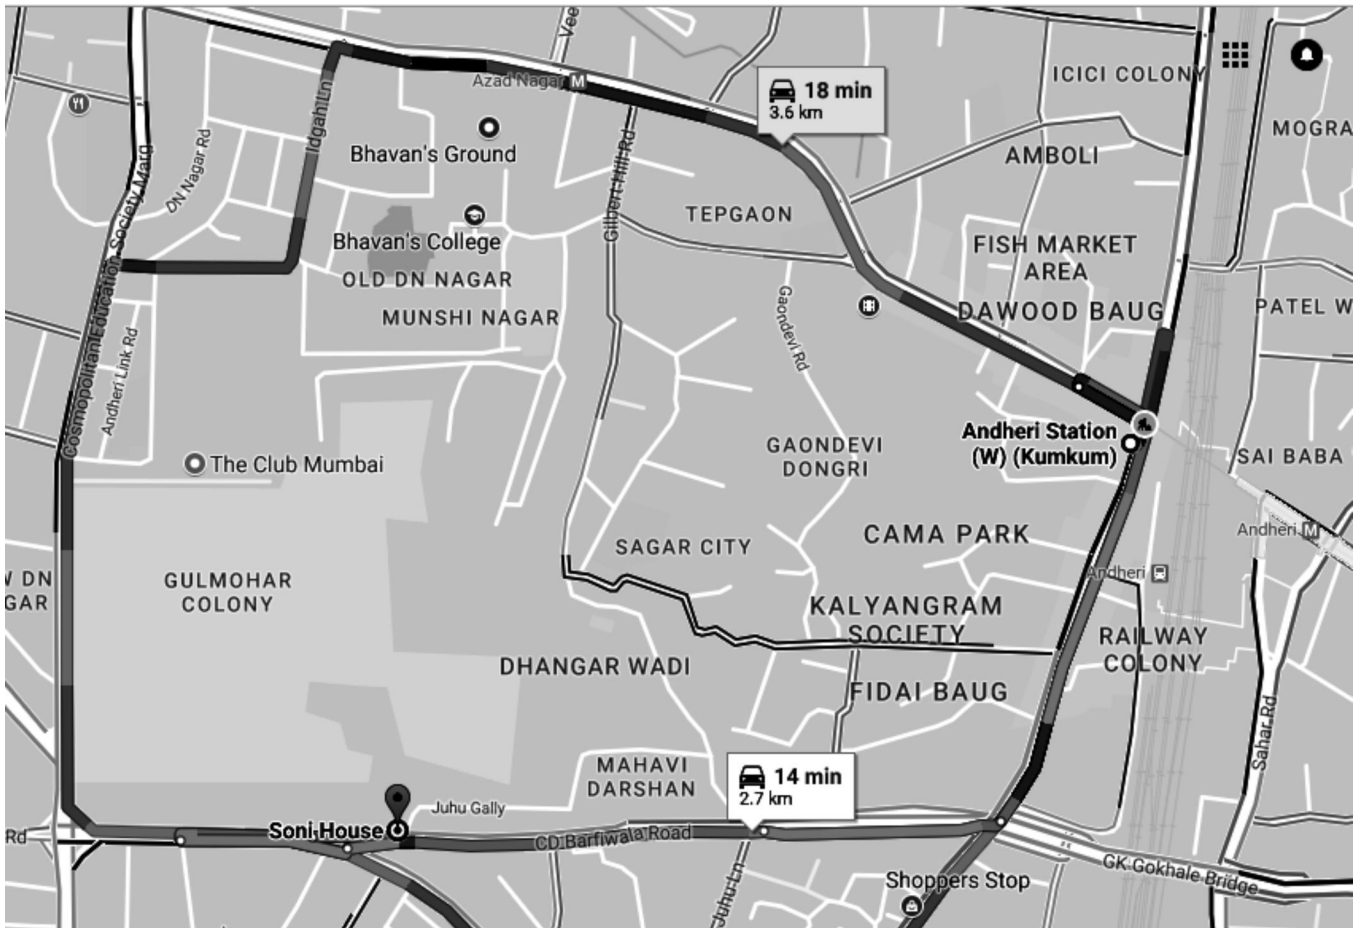 Vee
ICICI COLONY
Azad Nagar M
18 min
3.6 km
MOGRA
Idgah Ln
Bhavan's Ground
AMBOLI
DN Nagar Rd
Gilbert Hill Rd
TEPGAON
Cosmopolitan Education Society Marg
Bhavan's College
FISH MARKET
AREA
OLD DN NAGAR
DAWOOD BAUG
PATEL W
MUNSHI NAGAR
Gaondevi Rd
Andheri Link Rd
Andheri Station
(W) (Kumkum)
GAONDEVI
DONGRI
SAI BABA
The Club Mumbai
CAMA PARK
Andheri M
SAGAR CITY
Andheri
W DN
GAR
GULMOHAR
COLONY
KALYANGRAM
SOCIETY
RAILWAY
COLONY
DHANGAR WADI
FIDAI BAUG
Sahar Rd
MAHAVI
DARSHAN
14 min
2.7 km
Juhu Gally
Soni House
Rd
CD Barfiwala Road
GK Gokhale Bridge
Juhu Ln
Shoppers Stop